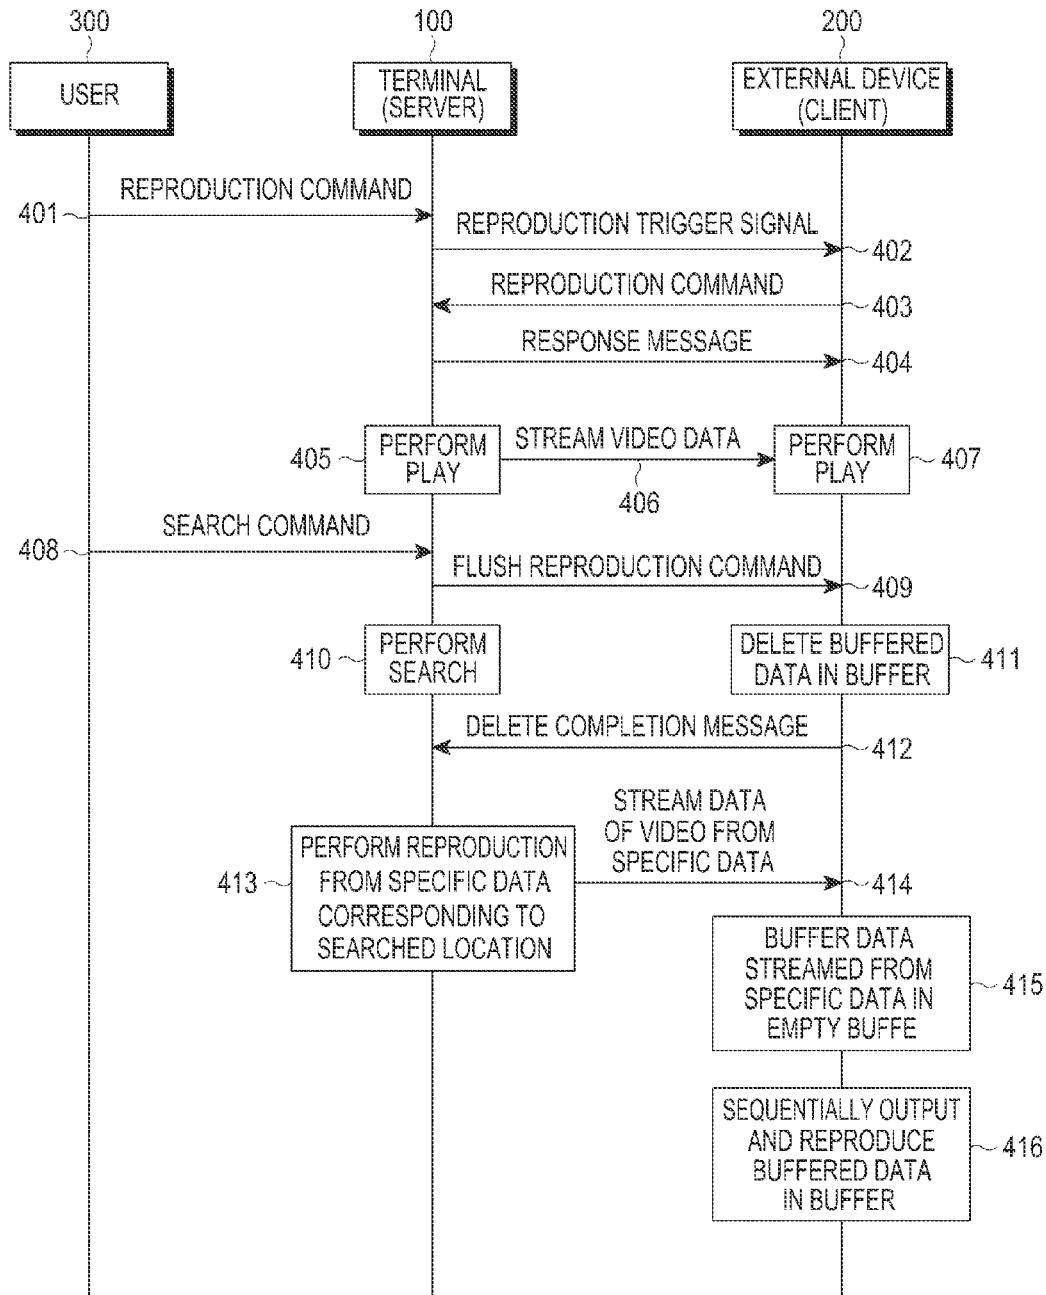 300
100
200
USER
TERMINAL
(SERVER)
EXTERNAL DEVICE
(CLIENT)
REPRODUCTION COMMAND
401
REPRODUCTION TRIGGER SIGNAL
402
REPRODUCTION COMMAND
403
RESPONSE MESSAGE
404
405
PERFORM
PLAY
STREAM VIDEO DATA
406
PERFORM
PLAY
407
SEARCH COMMAND
408
FLUSH REPRODUCTION COMMAND
409
410
PERFORM
SEARCH
DELETE BUFFERED
DATA IN BUFFER
411
DELETE COMPLETION MESSAGE
412
STREAM DATA
OF VIDEO FROM
SPECIFIC DATA
413
PERFORM REPRODUCTION
FROM SPECIFIC DATA
CORRESPONDING TO
SEARCHED LOCATION
414
BUFFER DATA
STREAMED FROM
SPECIFIC DATA IN
EMPTY BUFFE
415
SEQUENTIALLY OUTPUT
AND REPRODUCE
BUFFERED DATA
IN BUFFER
416